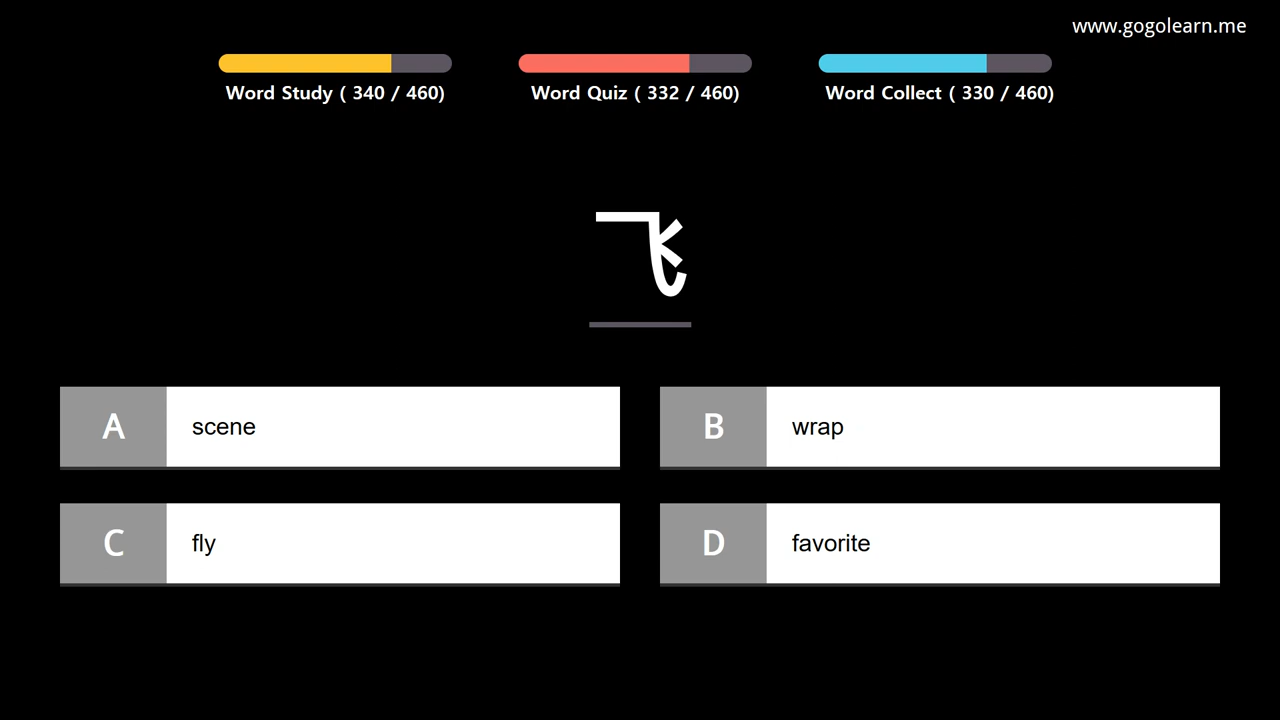 www.gogolearn.me
Word Study ( 340 / 460)
Word Quiz ( 332 / 460)
Word Collect ( 330 / 460)
飞
A scene
B wrap
C fly
D favorite